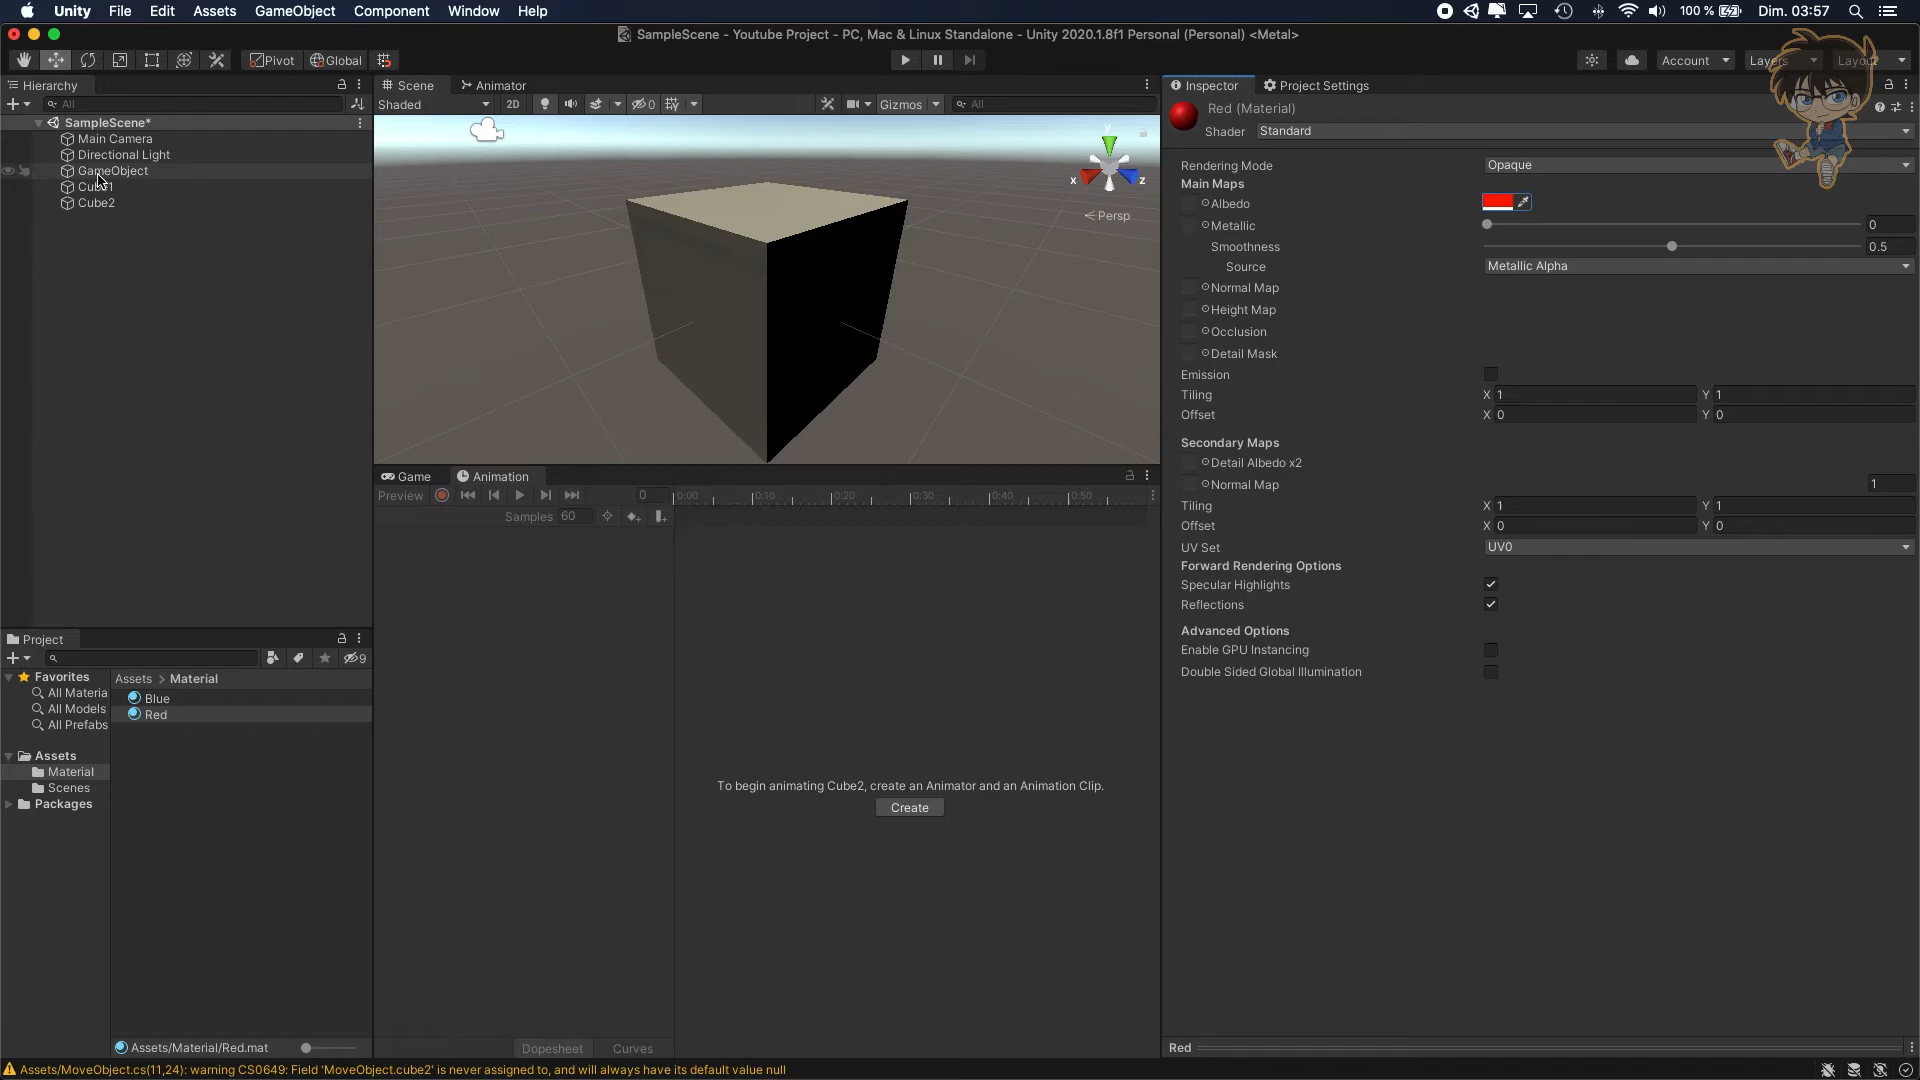 Unity File Edit Assets GameObject Component Window Help 100 % Dim. 03:57
SampleScene - Youtube Project - PC, Mac & Linux Standalone - Unity 2020.1.8f1 Personal (Personal) <Metal>
Pivot Global Account Layers Layout
Hierarchy
All
SampleScene*
Main Camera
Directional Light
GameObject
Cube1
Cube2
Scene Animator
Shaded 2D 0 Gizmos All
y
x z
Persp
Game Animation
Preview 0 0:00 0:10 0:20 0:30 0:40 0:50
Samples 60
To begin animating Cube2, create an Animator and an Animation Clip.
Create
Dopesheet Curves
Project
9
Favorites
All Materia
All Models
All Prefabs
Assets
Material
Scenes
Packages
Assets > Material
Blue
Red
Assets/Material/Red.mat
Inspector Project Settings
Red (Material)
Shader Standard
Rendering Mode Opaque
Main Maps
Albedo
Metallic 0
Smoothness 0.5
Source Metallic Alpha
Normal Map
Height Map
Occlusion
Detail Mask
Emission
Tiling X 1 Y 1
Offset X 0 Y 0
Secondary Maps
Detail Albedo x2
Normal Map 1
Tiling X 1 Y 1
Offset X 0 Y 0
UV Set UV0
Forward Rendering Options
Specular Highlights
Reflections
Advanced Options
Enable GPU Instancing
Double Sided Global Illumination
Red
Assets/MoveObject.cs(11,24): warning CS0649: Field 'MoveObject.cube2' is never assigned to, and will always have its default value null